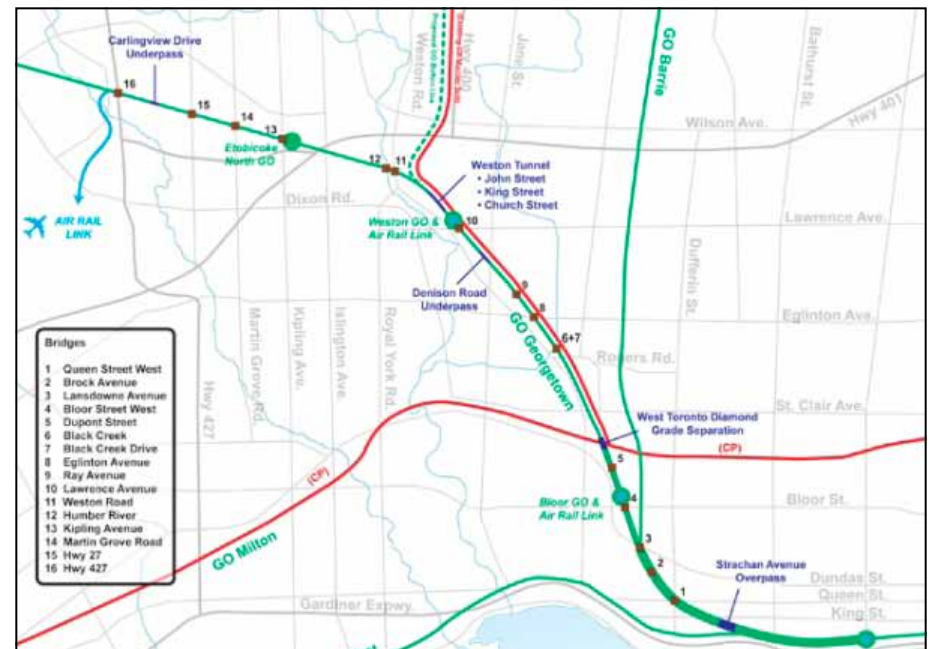 Carlingview Drive
Underpass
16
15
14
13
Etobicoke
North GO
12
11
Weston Rd.
Hwy 400
Jane St.
GO Barrie
Bathurst St.
Hwy 401
Wilson Ave.
Weston Tunnel
• John Street
• King Street
• Church Street
Dixon Rd.
AIR RAIL
LINK
Weston GO &
Air Rail Link
10
Lawrence Ave.
Denison Road
Underpass
9
8
6+7
Dufferin St.
Eglinton Ave.
Rogers Rd.
GO Georgetown
Martin Grove Rd.
Kipling Ave.
Islington Ave.
Royal York Rd.
Hwy 427
St. Clair Ave.
West Toronto Diamond
Grade Separation
(CP)
(CP)
5
Bloor GO &
Air Rail Link
4
Bloor St.
GO Milton
3
2
1
Strachan Avenue
Overpass
Dundas St.
Queen St.
King St.
Gardiner Expwy.
Bridges
1 Queen Street West
2 Brock Avenue
3 Lansdowne Avenue
4 Bloor Street West
5 Dupont Street
6 Black Creek
7 Black Creek Drive
8 Eglinton Avenue
9 Ray Avenue
10 Lawrence Avenue
11 Weston Road
12 Humber River
13 Kipling Avenue
14 Martin Grove Road
15 Hwy 27
16 Hwy 427